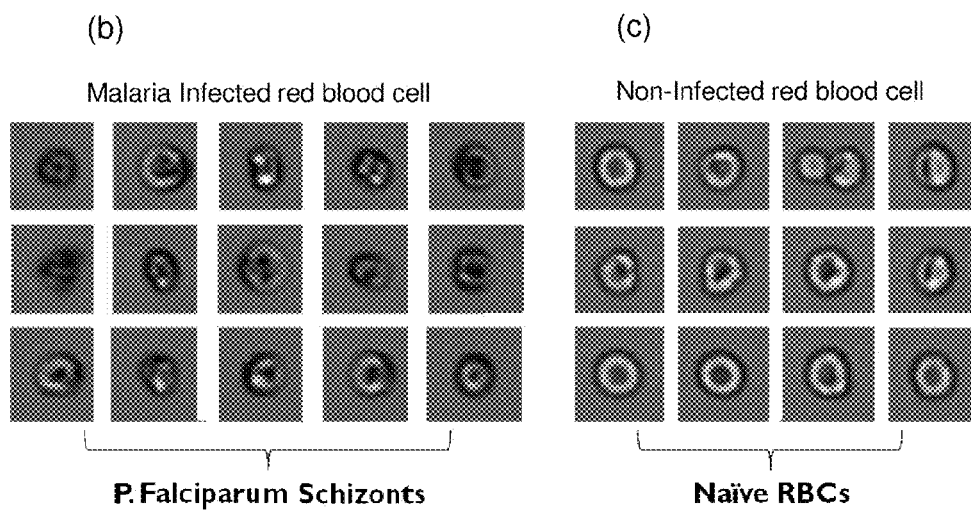 (b)
(c)
Malaria Infected red blood cell
Non-Infected red blood cell
P. Falciparum Schizonts
Naïve RBCs